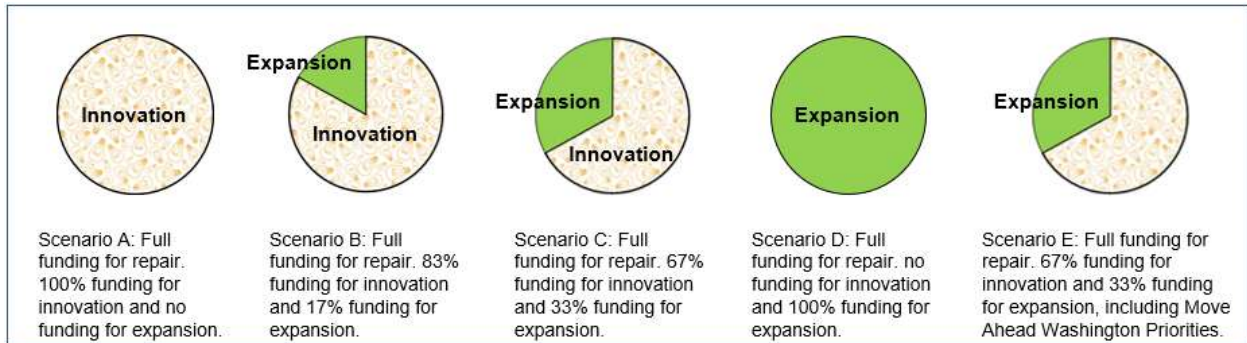 Innovation
Expansion
Innovation
Expansion
Innovation
Expansion
Expansion
Scenario A: Full
funding for repair.
100% funding for
innovation and no
funding for expansion.
Scenario B: Full
funding for repair. 83%
funding for innovation
and 17% funding for
expansion.
Scenario C: Full
funding for repair. 67%
funding for innovation
and 33% funding for
expansion.
Scenario D: Full
funding for repair. no
funding for innovation
and 100% funding for
expansion.
Scenario E: Full funding for
repair. 67% funding for
innovation and 33% funding
for expansion, including Move
Ahead Washington Priorities.